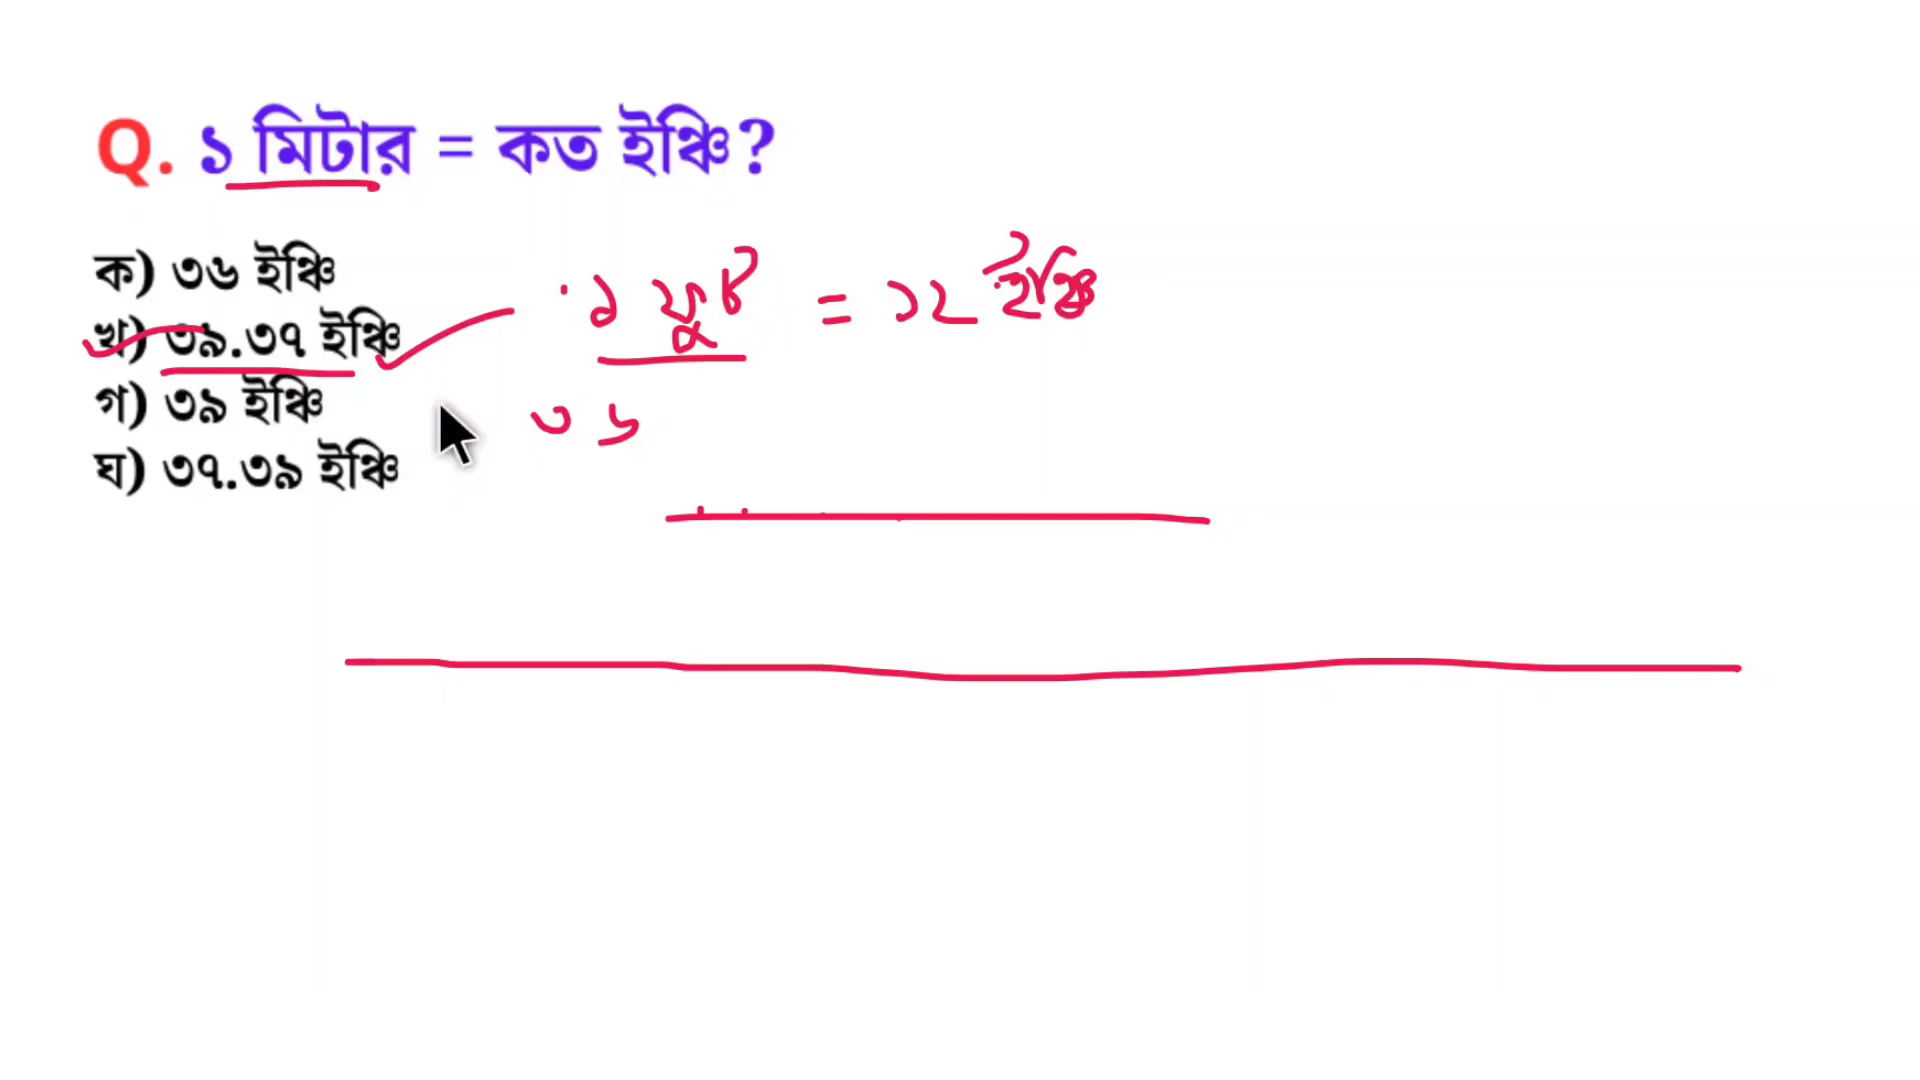 Q. ১ মিটার = কত ইঞ্চি?
ক) ৩৬ ইঞ্চি
খ) ৩৯.৩৭ ইঞ্চি
গ) ৩৯ ইঞ্চি
ঘ) ৩৭.৩৯ ইঞ্চি
১ ফুট = ১২ ইঞ্চি
৩৬